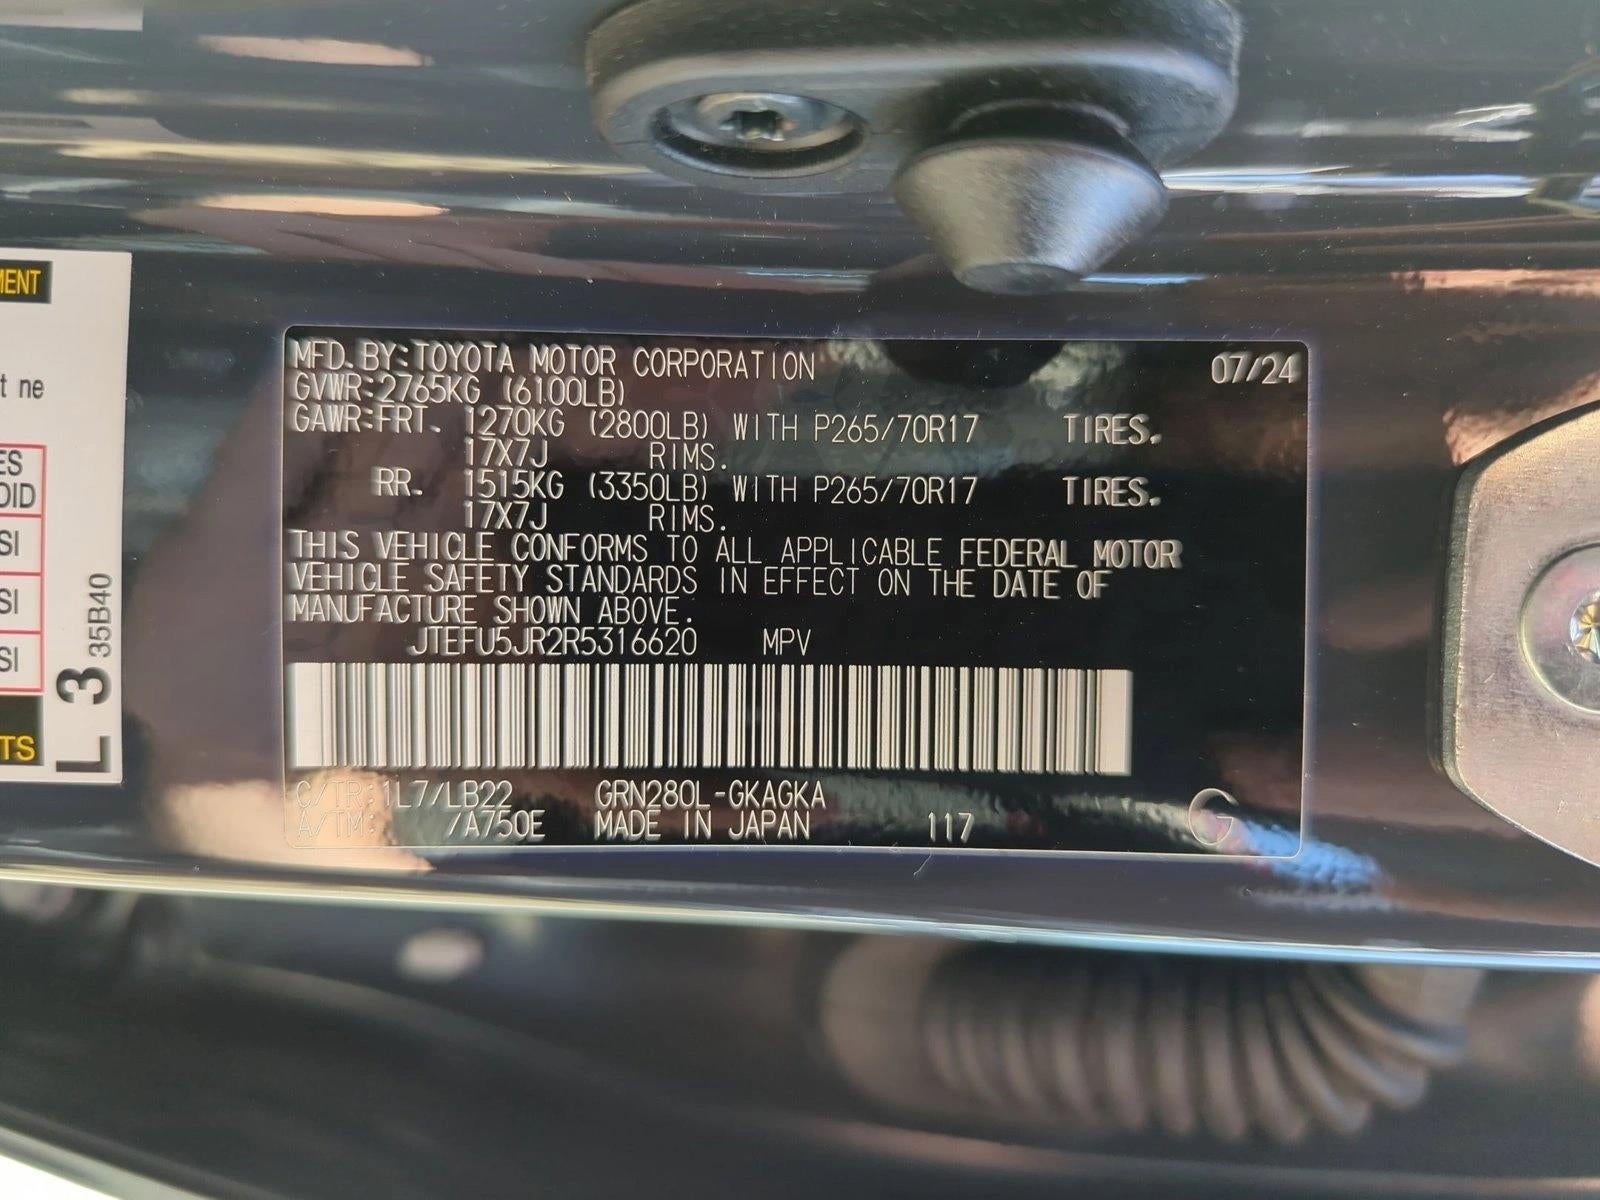 MFD. BY:TOYOTA MOTOR CORPORATION 07/24
GVWR:2765KG (6100LB)
GAWR:FRT. 1270KG (2800LB) WITH P265/70R17 TIRES.
17X7J RIMS.
RR. 1515KG (3350LB) WITH P265/70R17 TIRES.
17X7J RIMS.
THIS VEHICLE CONFORMS TO ALL APPLICABLE FEDERAL MOTOR
VEHICLE SAFETY STANDARDS IN EFFECT ON THE DATE OF
MANUFACTURE SHOWN ABOVE.
JTEFU5JR2R5316620 MPV
C/TR:1L7/LB22 GRN280L-GKAGKA
A/TM: /A750E MADE IN JAPAN 117 G
MENT
t ne
ES
OID
SI
SI
SI
TS
L 3 35B40